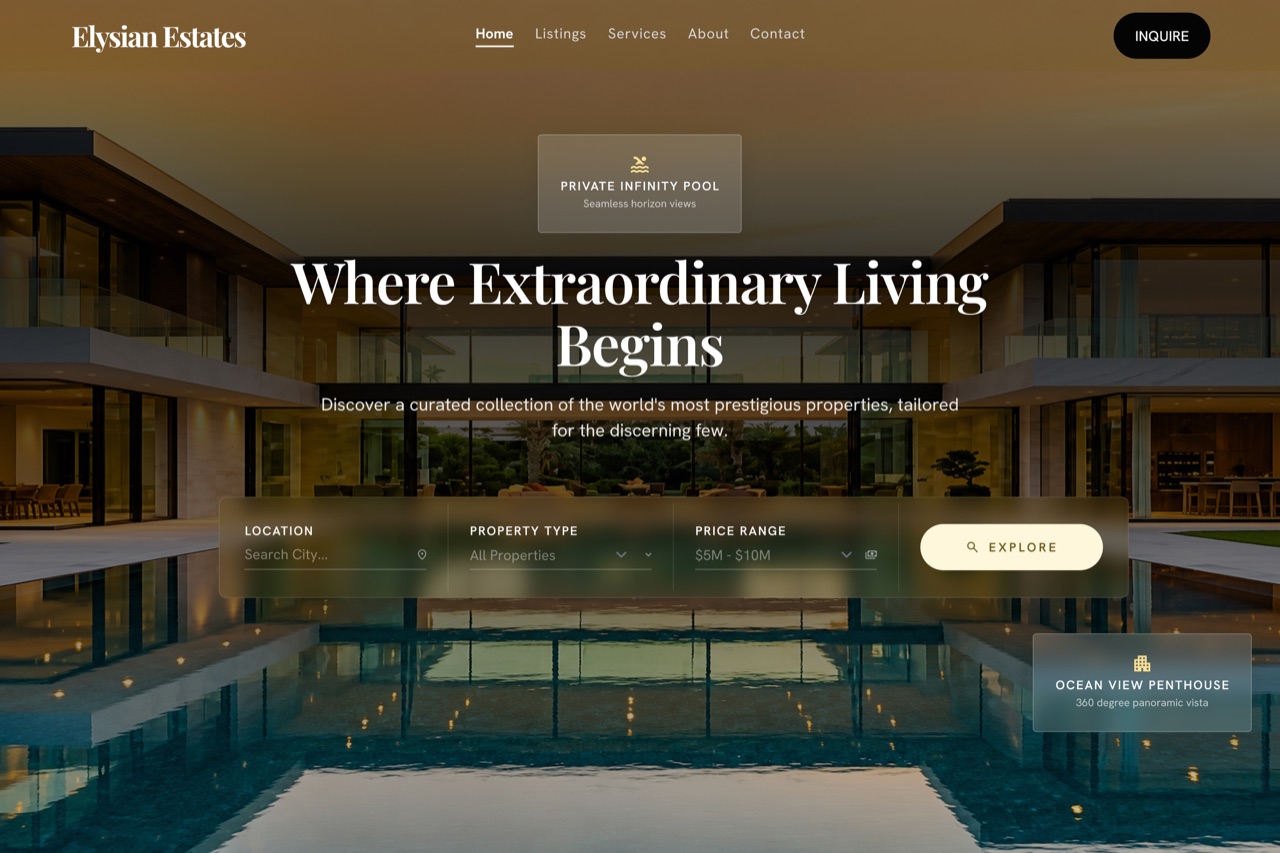 Elysian Estates
Home
Listings
Services
About
Contact
INQUIRE
PRIVATE INFINITY POOL
Seamless horizon views
Where Extraordinary Living
Begins
Discover a curated collection of the world's most prestigious properties, tailored
for the discerning few.
LOCATION
Search City...
PROPERTY TYPE
All Properties
PRICE RANGE
$5M - $10M
EXPLORE
OCEAN VIEW PENTHOUSE
360 degree panoramic vista